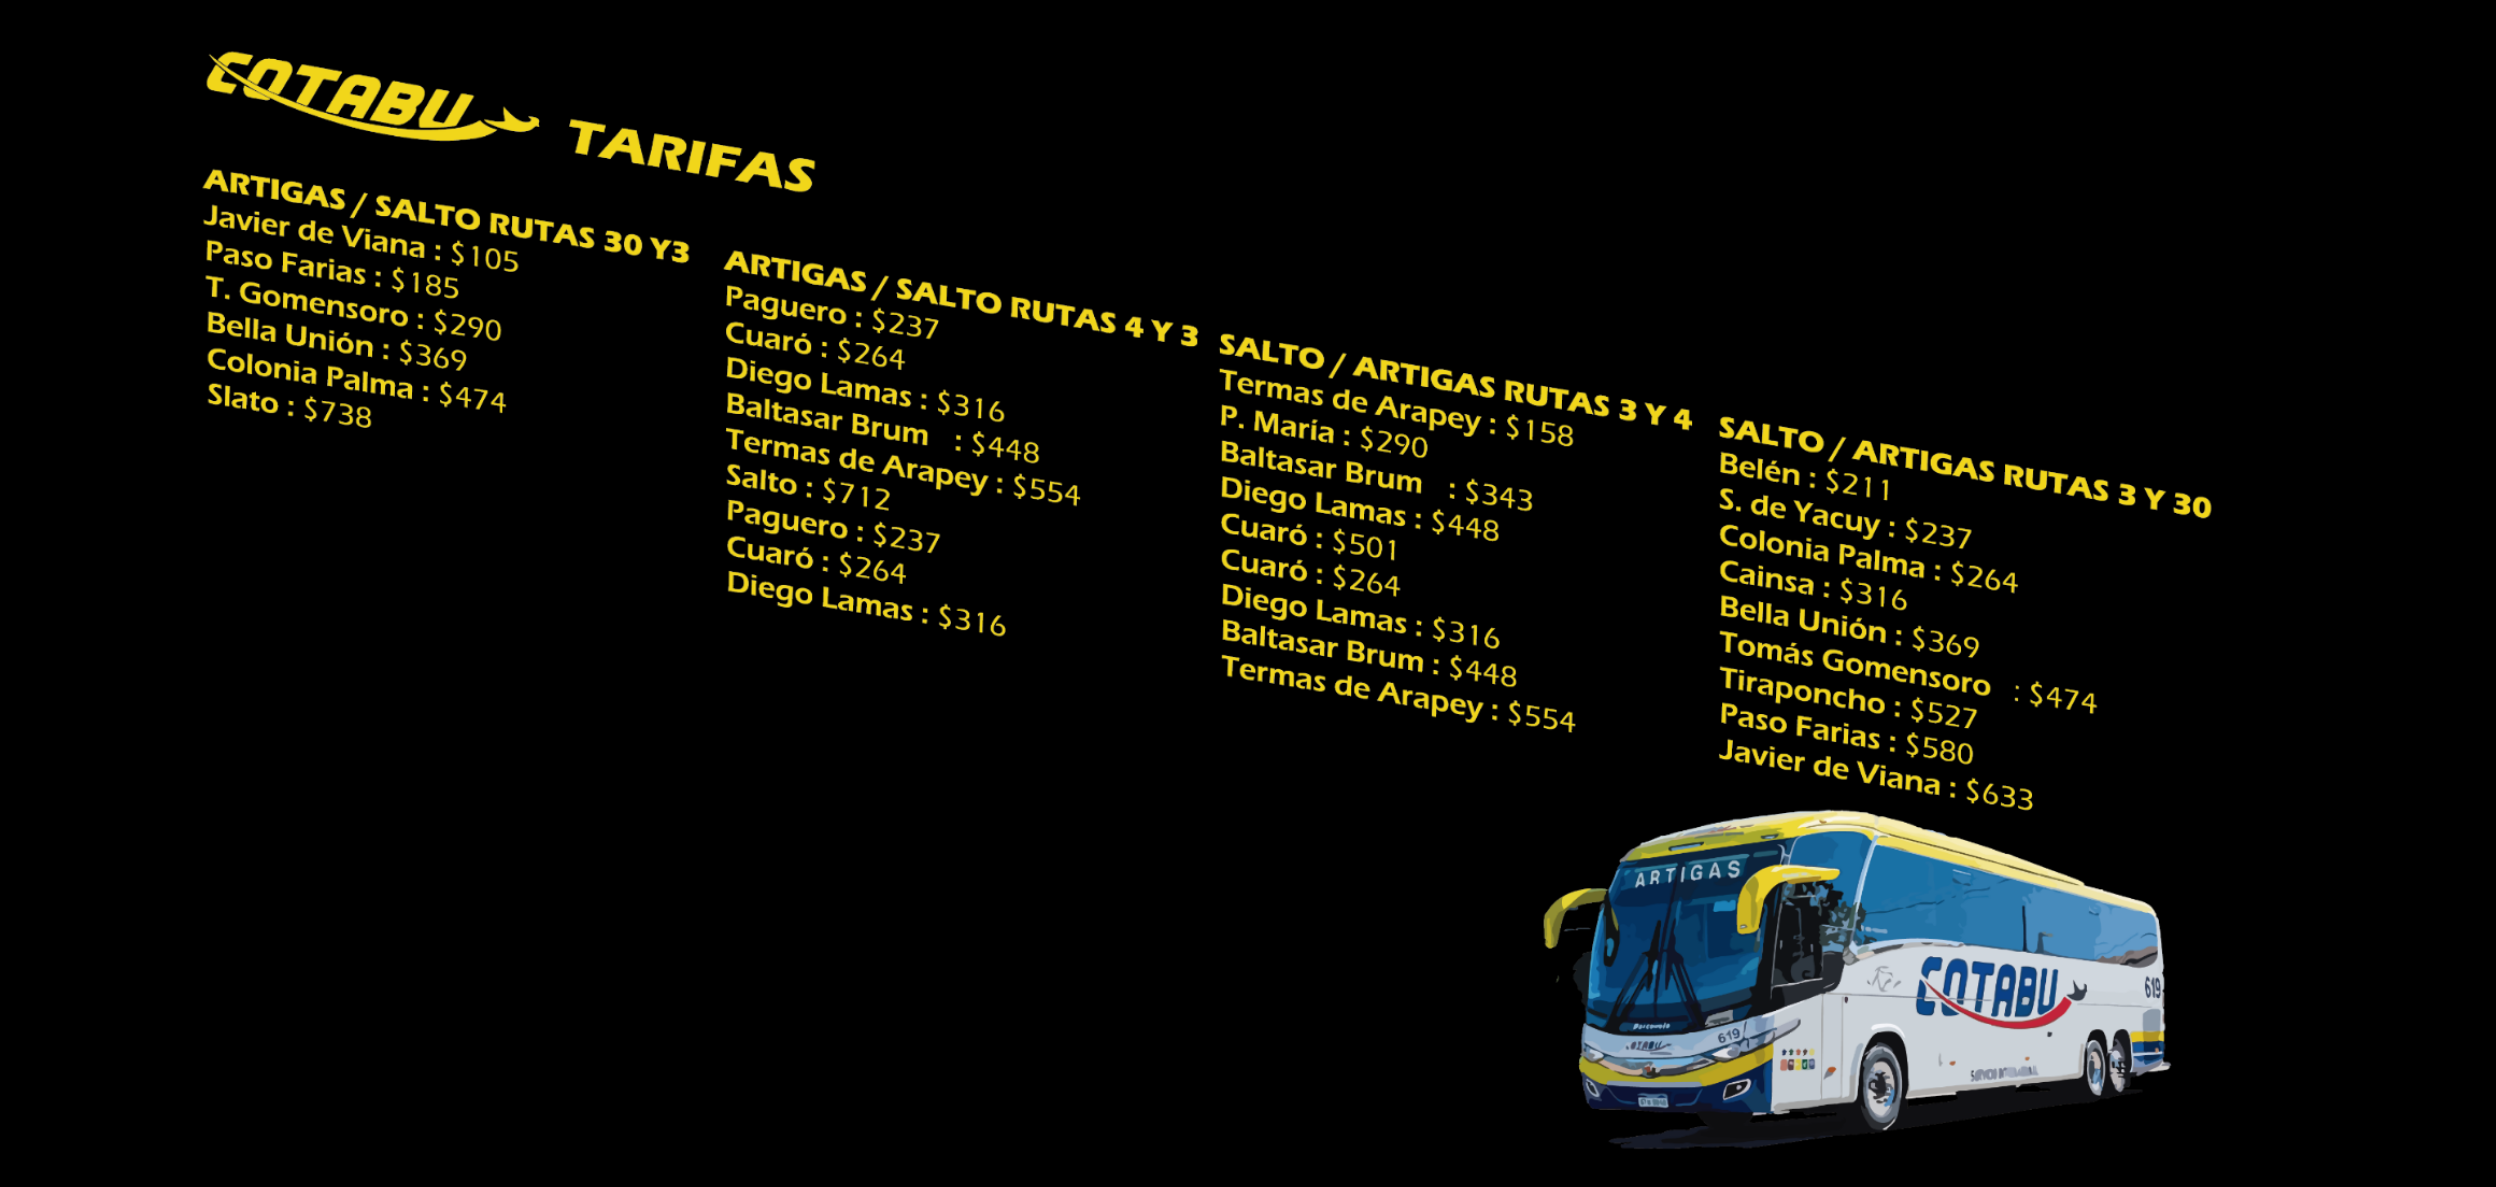 COTABU TARIFAS
ARTIGAS / SALTO RUTAS 30 Y3
Javier de Viana : $105
Paso Farias : $185
T. Gomensoro : $290
Bella Unión : $369
Colonia Palma : $474
Slato : $738
ARTIGAS / SALTO RUTAS 4 Y 3
Paguero : $237
Cuaró : $264
Diego Lamas : $316
Baltasar Brum : $448
Termas de Arapey : $554
Salto : $712
Paguero : $237
Cuaró : $264
Diego Lamas : $316
SALTO / ARTIGAS RUTAS 3 Y 4
Termas de Arapey : $158
P. Maria : $290
Baltasar Brum : $343
Diego Lamas : $448
Cuaró : $501
Cuaró : $264
Diego Lamas : $316
Baltasar Brum : $448
Termas de Arapey : $554
SALTO / ARTIGAS RUTAS 3 Y 30
Belén : $211
S. de Yacuy : $237
Colonia Palma : $264
Cainsa : $316
Bella Unión : $369
Tomás Gomensoro : $474
Tiraponcho : $527
Paso Farias : $580
Javier de Viana : $633
ARTIGAS
COTABU
619
619